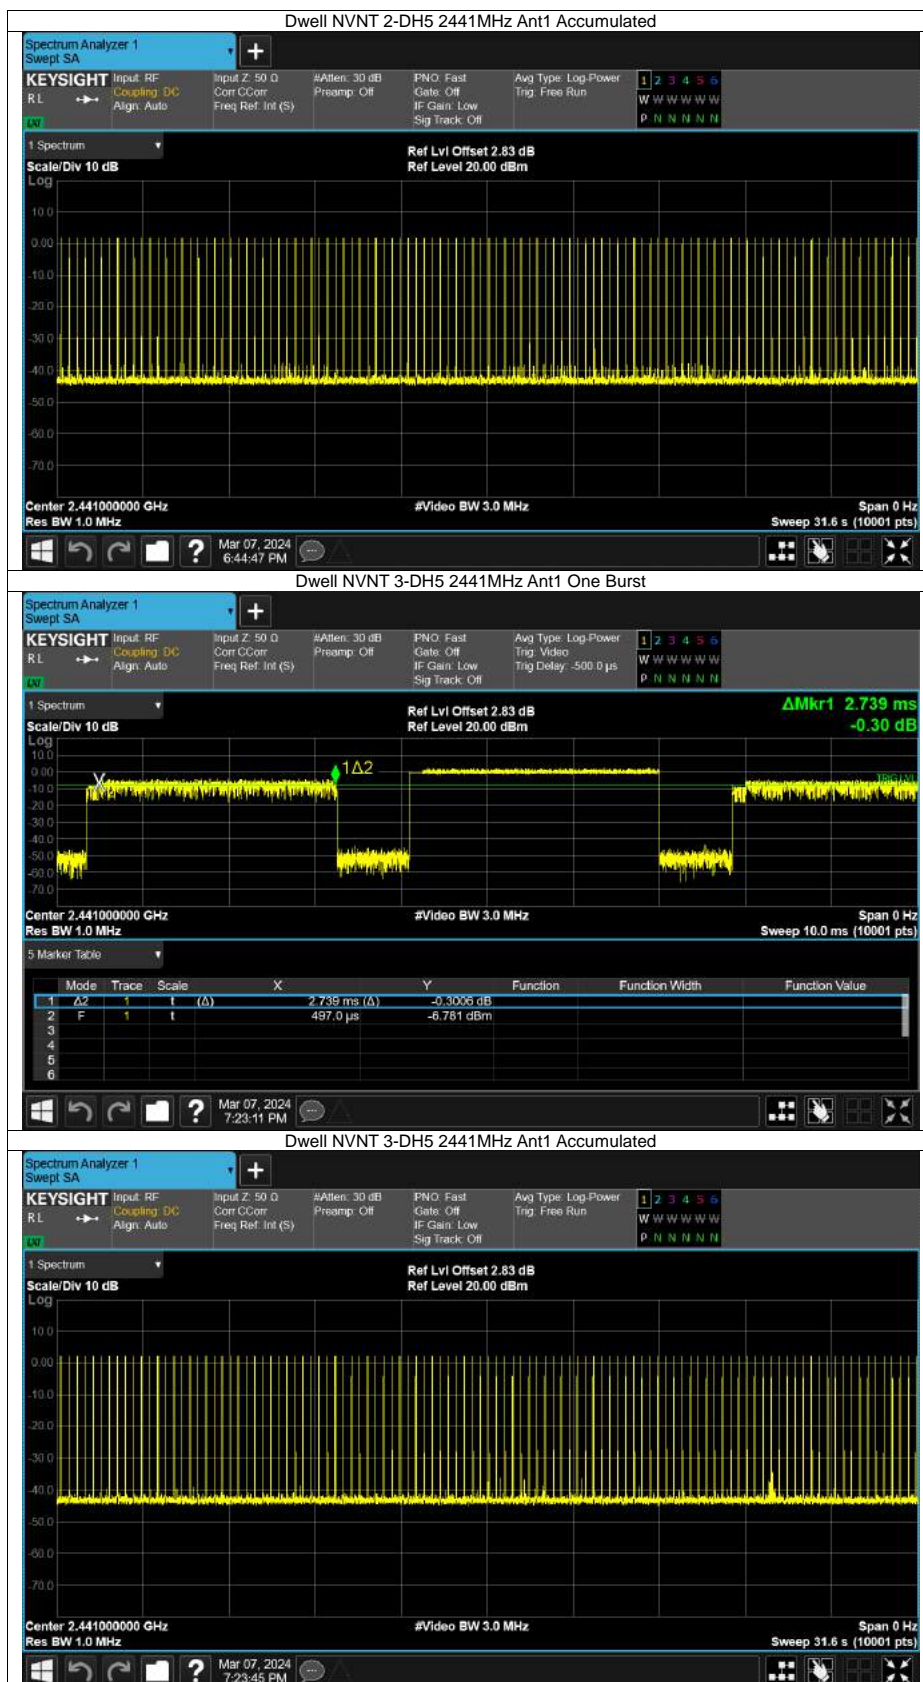 Dwell NVNT 2-DH5 2441MHz Ant1 Accumulated
Spectrum Analyzer 1
Swept SA
+
KEYSIGHT Input: RF Input Z: 50 Ω #Atten: 30 dB PNO: Fast Avg Type: Log-Power 1 2 3 4 5 6
RL Coupling: DC Corr CCorr Preamp: Off Gate: Off Trig: Free Run W W W W W W
Align: Auto Freq Ref: Int (S) IF Gain: Low P N N N N N
LXI Sig Track: Off
1 Spectrum
Scale/Div 10 dB
Ref Lvl Offset 2.83 dB
Ref Level 20.00 dBm
Log
10.0
0.00
-10.0
-20.0
-30.0
-40.0
-50.0
-60.0
-70.0
Center 2.441000000 GHz #Video BW 3.0 MHz Span 0 Hz
Res BW 1.0 MHz Sweep 31.6 s (10001 pts)
? Mar 07, 2024
6:44:47 PM
Dwell NVNT 3-DH5 2441MHz Ant1 One Burst
Spectrum Analyzer 1
Swept SA
+
KEYSIGHT Input: RF Input Z: 50 Ω #Atten: 30 dB PNO: Fast Avg Type: Log-Power 1 2 3 4 5 6
RL Coupling: DC Corr CCorr Preamp: Off Gate: Off Trig: Video W W W W W W
Align: Auto Freq Ref: Int (S) IF Gain: Low Trig Delay: -500.0 µs P N N N N N
LXI Sig Track: Off
1 Spectrum
Scale/Div 10 dB
Ref Lvl Offset 2.83 dB
Ref Level 20.00 dBm
ΔMkr1 2.739 ms
-0.30 dB
Log
10.0
0.00
-10.0
-20.0
-30.0
-40.0
-50.0
-60.0
-70.0
1Δ2
TRIG LVL
Center 2.441000000 GHz #Video BW 3.0 MHz Span 0 Hz
Res BW 1.0 MHz Sweep 10.0 ms (10001 pts)
5 Marker Table
Mode Trace Scale X Y Function Function Width Function Value
1 Δ2 1 t (Δ) 2.739 ms (Δ) -0.3006 dB
2 F 1 t 497.0 µs -6.781 dBm
3
4
5
6
? Mar 07, 2024
7:23:11 PM
Dwell NVNT 3-DH5 2441MHz Ant1 Accumulated
Spectrum Analyzer 1
Swept SA
+
KEYSIGHT Input: RF Input Z: 50 Ω #Atten: 30 dB PNO: Fast Avg Type: Log-Power 1 2 3 4 5 6
RL Coupling: DC Corr CCorr Preamp: Off Gate: Off Trig: Free Run W W W W W W
Align: Auto Freq Ref: Int (S) IF Gain: Low P N N N N N
LXI Sig Track: Off
1 Spectrum
Scale/Div 10 dB
Ref Lvl Offset 2.83 dB
Ref Level 20.00 dBm
Log
10.0
0.00
-10.0
-20.0
-30.0
-40.0
-50.0
-60.0
-70.0
Center 2.441000000 GHz #Video BW 3.0 MHz Span 0 Hz
Res BW 1.0 MHz Sweep 31.6 s (10001 pts)
? Mar 07, 2024
7:23:45 PM